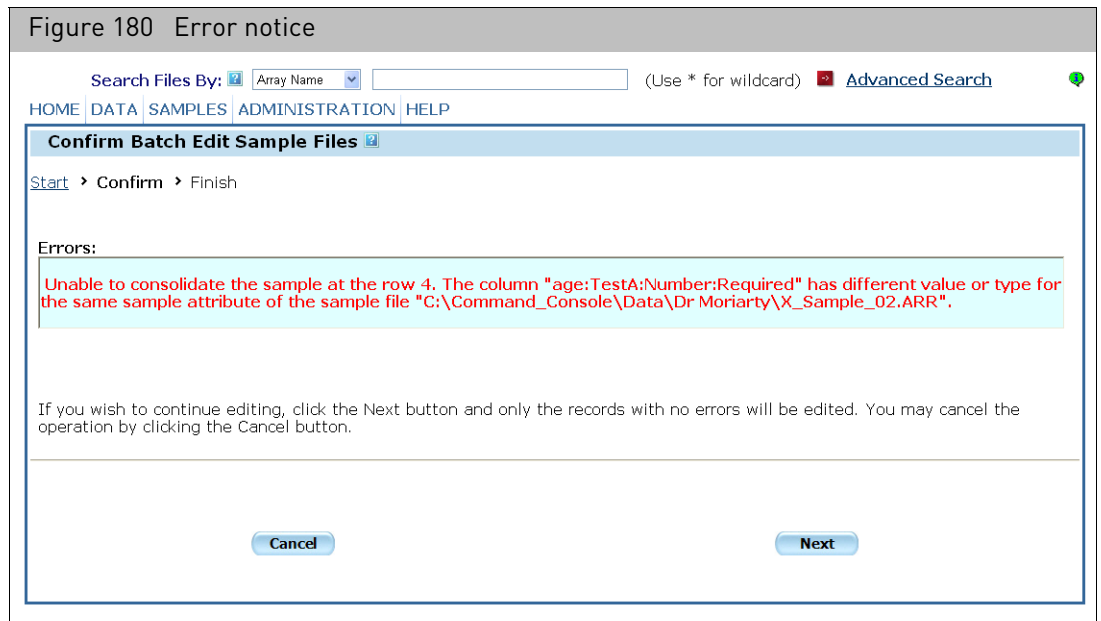 Figure 180 Error notice
Search Files By: ? Array Name (Use * for wildcard) Advanced Search
HOME DATA SAMPLES ADMINISTRATION HELP
Confirm Batch Edit Sample Files ?
Start > Confirm > Finish
Errors:
Unable to consolidate the sample at the row 4. The column "age:TestA:Number:Required" has different value or type for
the same sample attribute of the sample file "C:\Command_Console\Data\Dr Moriarty\X_Sample_02.ARR".
If you wish to continue editing, click the Next button and only the records with no errors will be edited. You may cancel the
operation by clicking the Cancel button.
Cancel Next